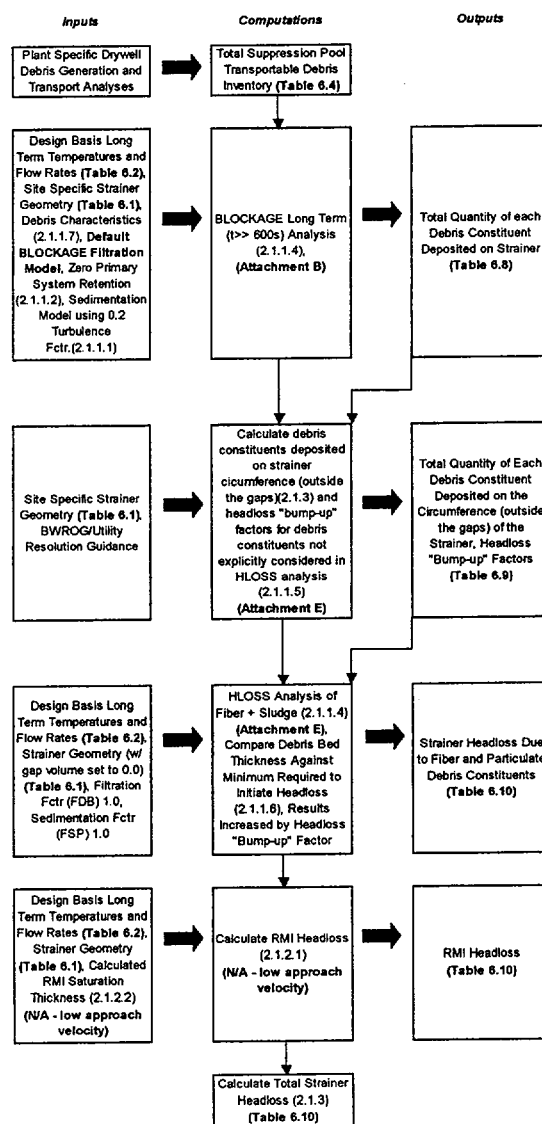 Inputs
Computations
Outputs
Plant Specific Drywell
Debris Generation and
Transport Analyses
Total Suppression Pool
Transportable Debris
Inventory (Table 6.4)
Design Basis Long
Term Temperatures and
Flow Rates (Table 6.2),
Site Specific Strainer
Geometry (Table 6.1),
Debris Characteristics
(2.1.1.7), Default
BLOCKAGE Filtration
Model, Zero Primary
System Retention
(2.1.1.2), Sedimentation
Model using 0.2
Turbulence
Fctr.(2.1.1.1)
BLOCKAGE Long Term
(t>> 600s) Analysis
(2.1.1.4),
(Attachment B)
Total Quantity of each
Debris Constituent
Deposited on Strainer
(Table 6.8)
Site Specific Strainer
Geometry (Table 6.1),
BWROG/Utility
Resolution Guidance
Calculate debris
constituents deposited
on strainer
cicumference (outside
the gaps)(2.1.3) and
headloss "bump-up"
factors for debris
constituents not
explicitly considered in
HLOSS analysis
(2.1.1.5)
(Attachment E)
Total Quantity of Each
Debris Constituent
Deposited on the
Circumference (outside
the gaps) of the
Strainer, Headloss
"Bump-up" Factors
(Table 6.9)
Design Basis Long
Term Temperatures and
Flow Rates (Table 6.2),
Strainer Geometry (w/
gap volume set to 0.0)
(Table 6.1), Filtration
Fctr (FDB) 1.0,
Sedimentation Fctr
(FSP) 1.0
HLOSS Analysis of
Fiber + Sludge (2.1.1.4)
(Attachment E),
Compare Debris Bed
Thickness Against
Minimum Required to
Initiate Headloss
(2.1.1.6), Results
Increased by Headloss
"Bump-up" Factor
Strainer Headloss Due
to Fiber and Particulate
Debris Constituents
(Table 6.10)
Design Basis Long
Term Temperatures and
Flow Rates (Table 6.2),
Strainer Geometry
(Table 6.1), Calculated
RMI Saturation
Thickness (2.1.2.2)
(N/A - low approach
velocity)
Calculate RMI Headloss
(2.1.2.1)
(N/A - low approach
velocity)
RMI Headloss
(Table 6.10)
Calculate Total Strainer
Headloss (2.1.3)
(Table 6.10)